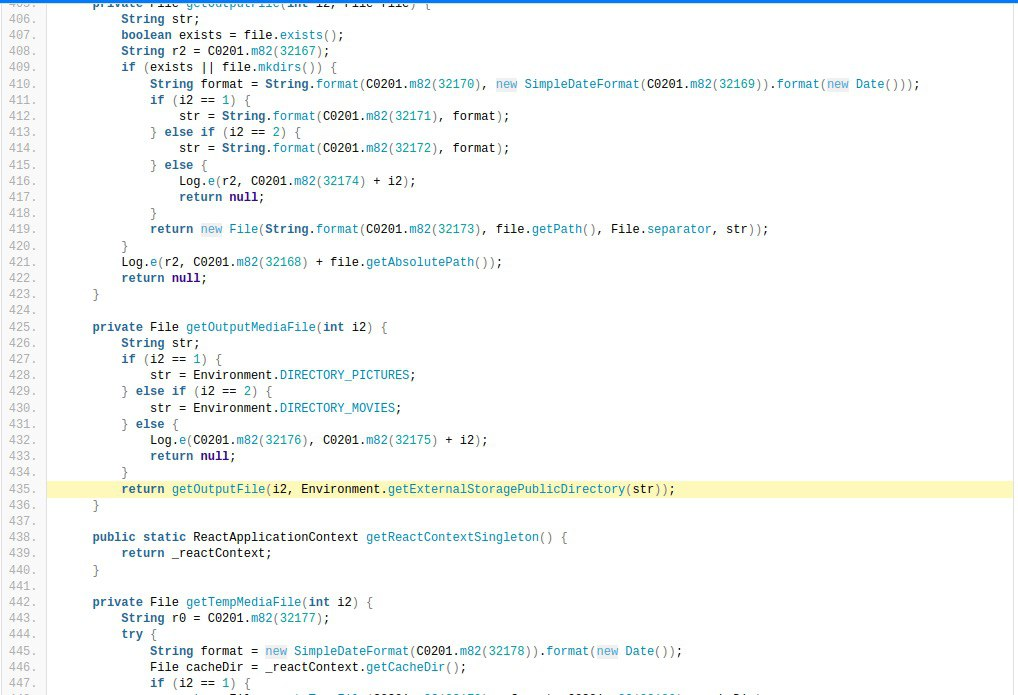 405. private File getOutputFile(int i2, File file) {
406. String str;
407. boolean exists = file.exists();
408. String r2 = C0201.m82(32167);
409. if (exists || file.mkdirs()) {
410. String format = String.format(C0201.m82(32170), new SimpleDateFormat(C0201.m82(32169)).format(new Date()));
411. if (i2 == 1) {
412. str = String.format(C0201.m82(32171), format);
413. } else if (i2 == 2) {
414. str = String.format(C0201.m82(32172), format);
415. } else {
416. Log.e(r2, C0201.m82(32174) + i2);
417. return null;
418. }
419. return new File(String.format(C0201.m82(32173), file.getPath(), File.separator, str));
420. }
421. Log.e(r2, C0201.m82(32168) + file.getAbsolutePath());
422. return null;
423. }
424.
425. private File getOutputMediaFile(int i2) {
426. String str;
427. if (i2 == 1) {
428. str = Environment.DIRECTORY_PICTURES;
429. } else if (i2 == 2) {
430. str = Environment.DIRECTORY_MOVIES;
431. } else {
432. Log.e(C0201.m82(32176), C0201.m82(32175) + i2);
433. return null;
434. }
435. return getOutputFile(i2, Environment.getExternalStoragePublicDirectory(str));
436. }
437.
438. public static ReactApplicationContext getReactContextSingleton() {
439. return _reactContext;
440. }
441.
442. private File getTempMediaFile(int i2) {
443. String r0 = C0201.m82(32177);
444. try {
445. String format = new SimpleDateFormat(C0201.m82(32178)).format(new Date());
446. File cacheDir = _reactContext.getCacheDir();
447. if (i2 == 1) {